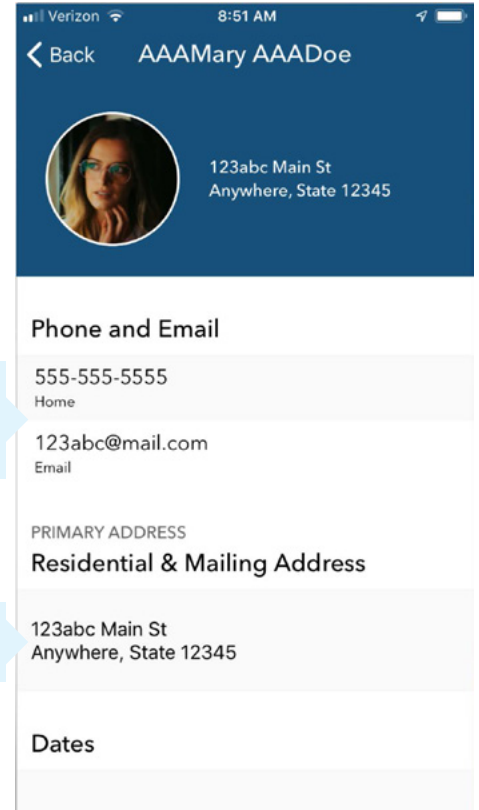 Verizon 8:51 AM
Back AAAMary AAADoe
123abc Main St
Anywhere, State 12345
Phone and Email
555-555-5555
Home
123abc@mail.com
Email
PRIMARY ADDRESS
Residential & Mailing Address
123abc Main St
Anywhere, State 12345
Dates